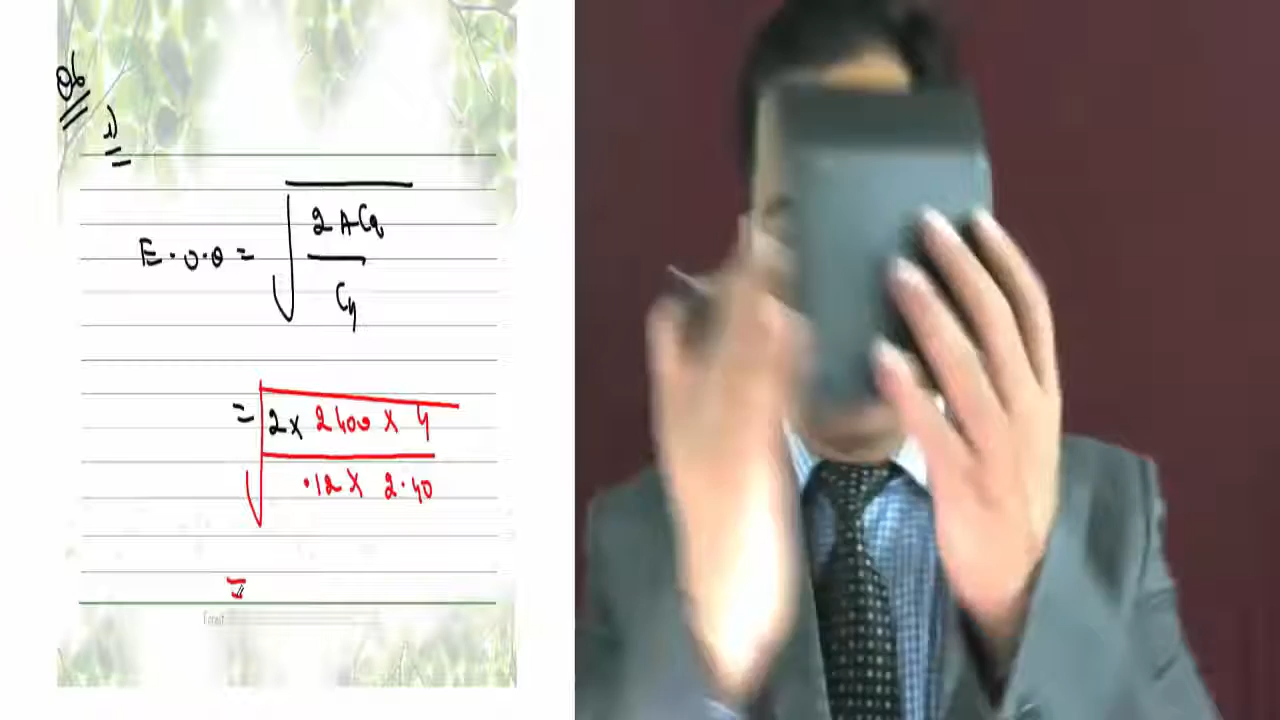 Q6
i)
E.O.Q = √(2ACo / CH)
= √(2 x 2400 x 4 / .12 x 2.40)
=